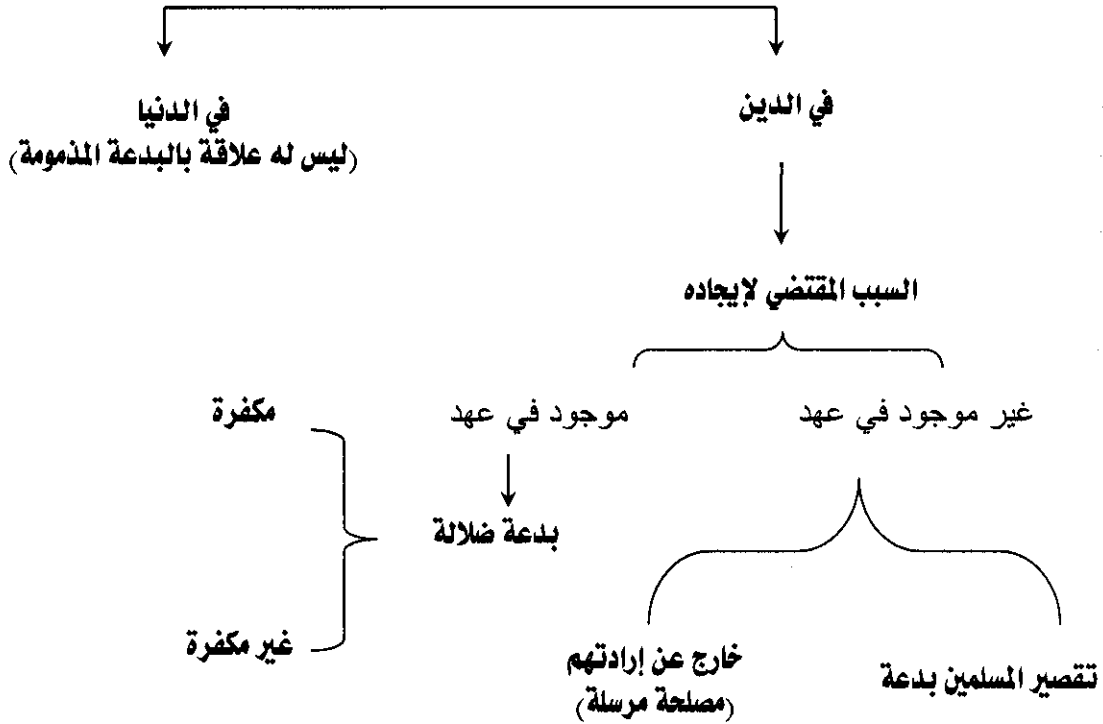 في الدين
في الدنيا
(ليس له علاقة بالبدعة المذمومة)
السبب المقتضي لإيجاده
غير موجود في عهد
موجود في عهد
مكفرة
بدعة ضلالة
غير مكفرة
تقصير المسلمين بدعة
خارج عن إرادتهم
(مصلحة مرسلة)